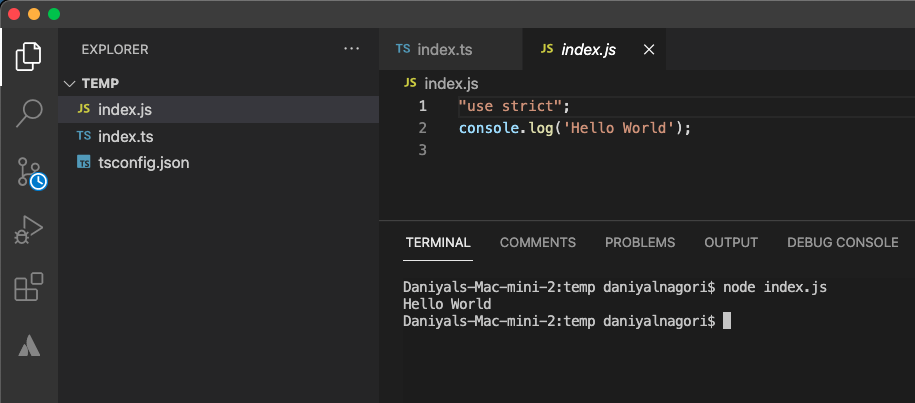 EXPLORER
···
TEMP
JS index.js
TS index.ts
TS tsconfig.json
TS index.ts
JS index.js
JS index.js
1 "use strict";
2 console.log('Hello World');
3
TERMINAL COMMENTS PROBLEMS OUTPUT DEBUG CONSOLE
Daniyals-Mac-mini-2:temp daniyalnagori$ node index.js
Hello World
Daniyals-Mac-mini-2:temp daniyalnagori$